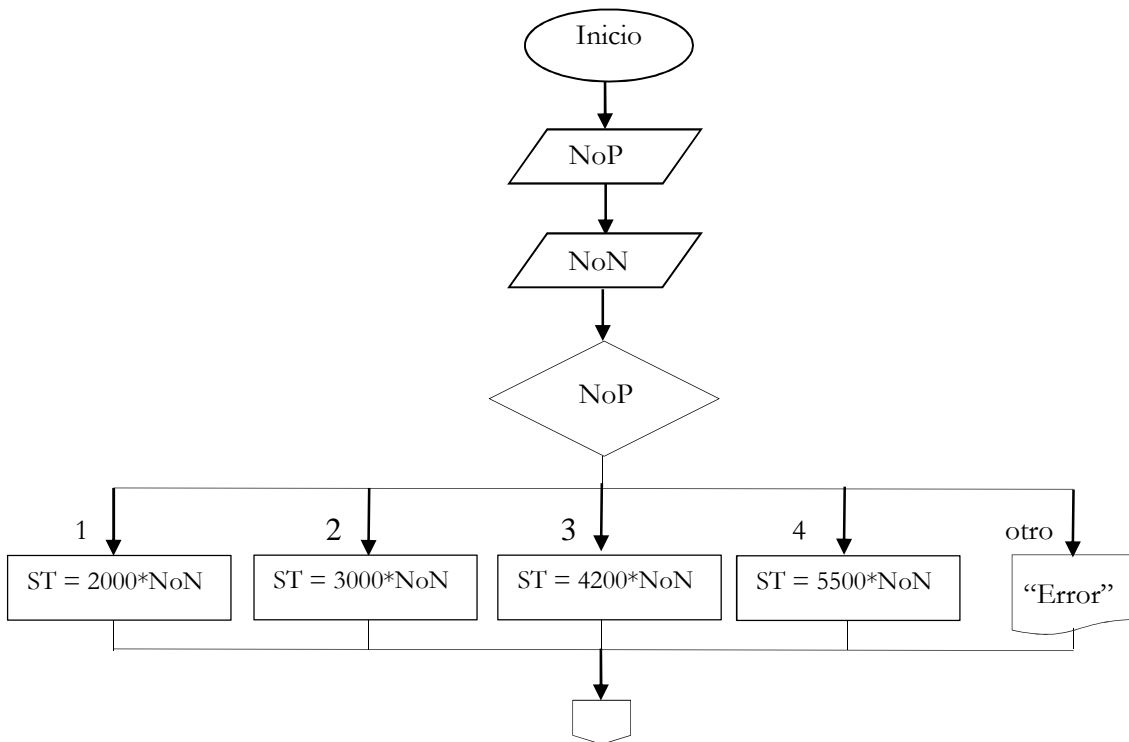 Inicio
NoP
NoN
NoP
1
2
3
4
otro
ST = 2000*NoN
ST = 3000*NoN
ST = 4200*NoN
ST = 5500*NoN
“Error”